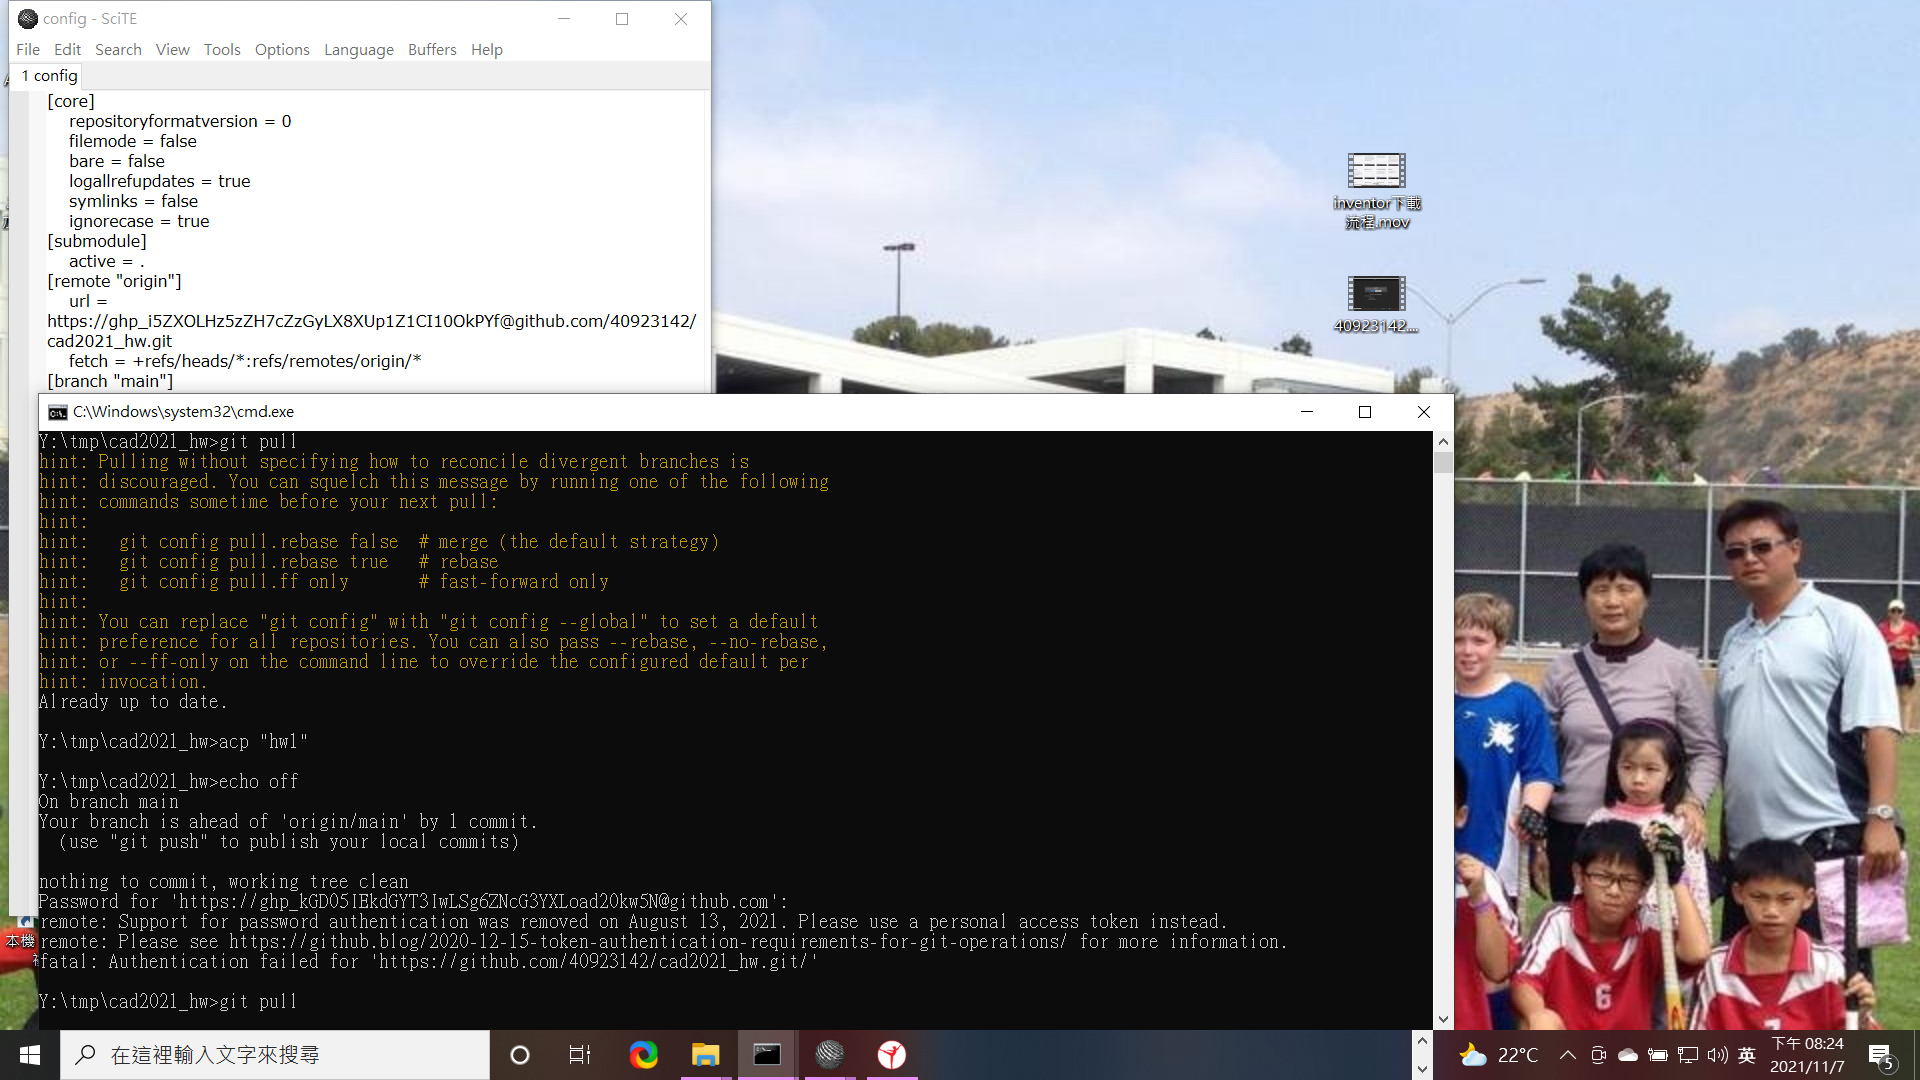 config - SciTE
File Edit Search View Tools Options Language Buffers Help
1 config
[core]
repositoryformatversion = 0
filemode = false
bare = false
logallrefupdates = true
symlinks = false
ignorecase = true
[submodule]
active = .
[remote "origin"]
url =
https://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@github.com/40923142/
cad2021_hw.git
fetch = +refs/heads/*:refs/remotes/origin/*
[branch "main"]
inventor下載
流程.mov
40923142...
C:\Windows\system32\cmd.exe
Y:\tmp\cad2021_hw>git pull
hint: Pulling without specifying how to reconcile divergent branches is
hint: discouraged. You can squelch this message by running one of the following
hint: commands sometime before your next pull:
hint:
hint:   git config pull.rebase false  # merge (the default strategy)
hint:   git config pull.rebase true   # rebase
hint:   git config pull.ff only       # fast-forward only
hint:
hint: You can replace "git config" with "git config --global" to set a default
hint: preference for all repositories. You can also pass --rebase, --no-rebase,
hint: or --ff-only on the command line to override the configured default per
hint: invocation.
Already up to date.
Y:\tmp\cad2021_hw>acp "hw1"
Y:\tmp\cad2021_hw>echo off
On branch main
Your branch is ahead of 'origin/main' by 1 commit.
(use "git push" to publish your local commits)
nothing to commit, working tree clean
Password for 'https://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@github.com':
remote: Support for password authentication was removed on August 13, 2021. Please use a personal access token instead.
remote: Please see https://github.blog/2020-12-15-token-authentication-requirements-for-git-operations/ for more information.
fatal: Authentication failed for 'https://github.com/40923142/cad2021_hw.git/'
Y:\tmp\cad2021_hw>git pull
本機
6
在這裡輸入文字來搜尋
22°C
英
下午 08:24
2021/11/7
5